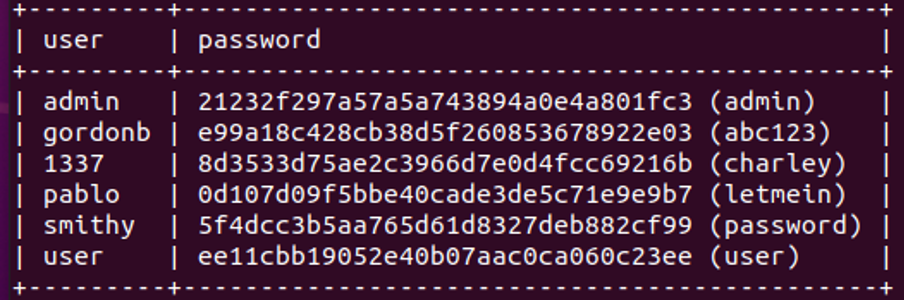 +---------+---------------------------------------------+
| user    | password                                    |
+---------+---------------------------------------------+
| admin   | 21232f297a57a5a743894a0e4a801fc3 (admin)    |
| gordonb | e99a18c428cb38d5f260853678922e03 (abc123)   |
| 1337    | 8d3533d75ae2c3966d7e0d4fcc69216b (charley)  |
| pablo   | 0d107d09f5bbe40cade3de5c71e9e9b7 (letmein)  |
| smithy  | 5f4dcc3b5aa765d61d8327deb882cf99 (password) |
| user    | ee11cbb19052e40b07aac0ca060c23ee (user)     |
+---------+---------------------------------------------+